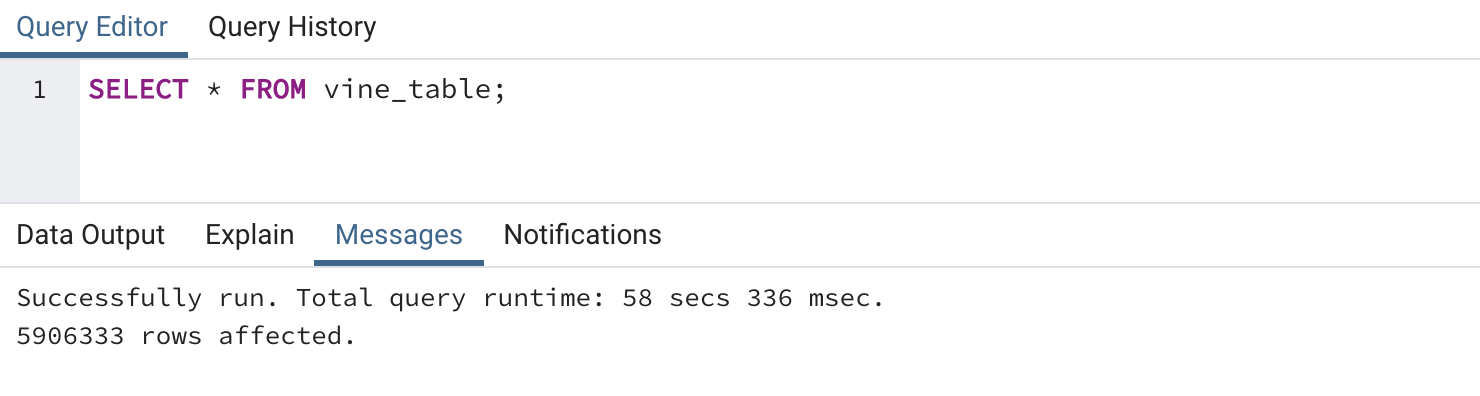 Query Editor Query History
1 SELECT * FROM vine_table;
Data Output Explain Messages Notifications
Successfully run. Total query runtime: 58 secs 336 msec.
5906333 rows affected.